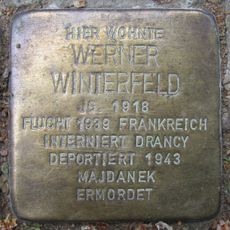 HIER WOHNTE
WERNER
WINTERFELD
JG. 1918
FLUCHT 1939 FRANKREICH
INTERNIERT DRANCY
DEPORTIERT 1943
MAJDANEK
ERMORDET